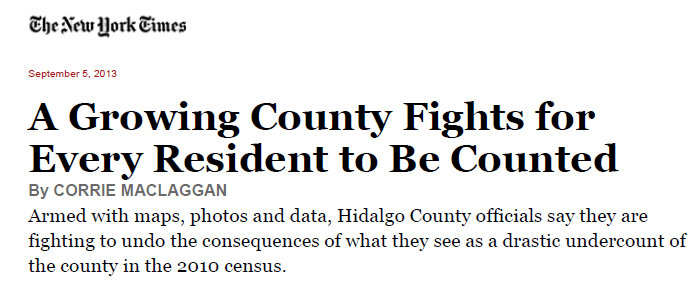 The New York Times
September 5, 2013
A Growing County Fights for
Every Resident to Be Counted
By CORRIE MACLAGGAN
Armed with maps, photos and data, Hidalgo County officials say they are
fighting to undo the consequences of what they see as a drastic undercount of
the county in the 2010 census.